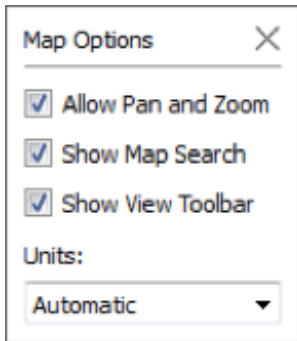 Map Options
Allow Pan and Zoom
Show Map Search
Show View Toolbar
Units:
Automatic